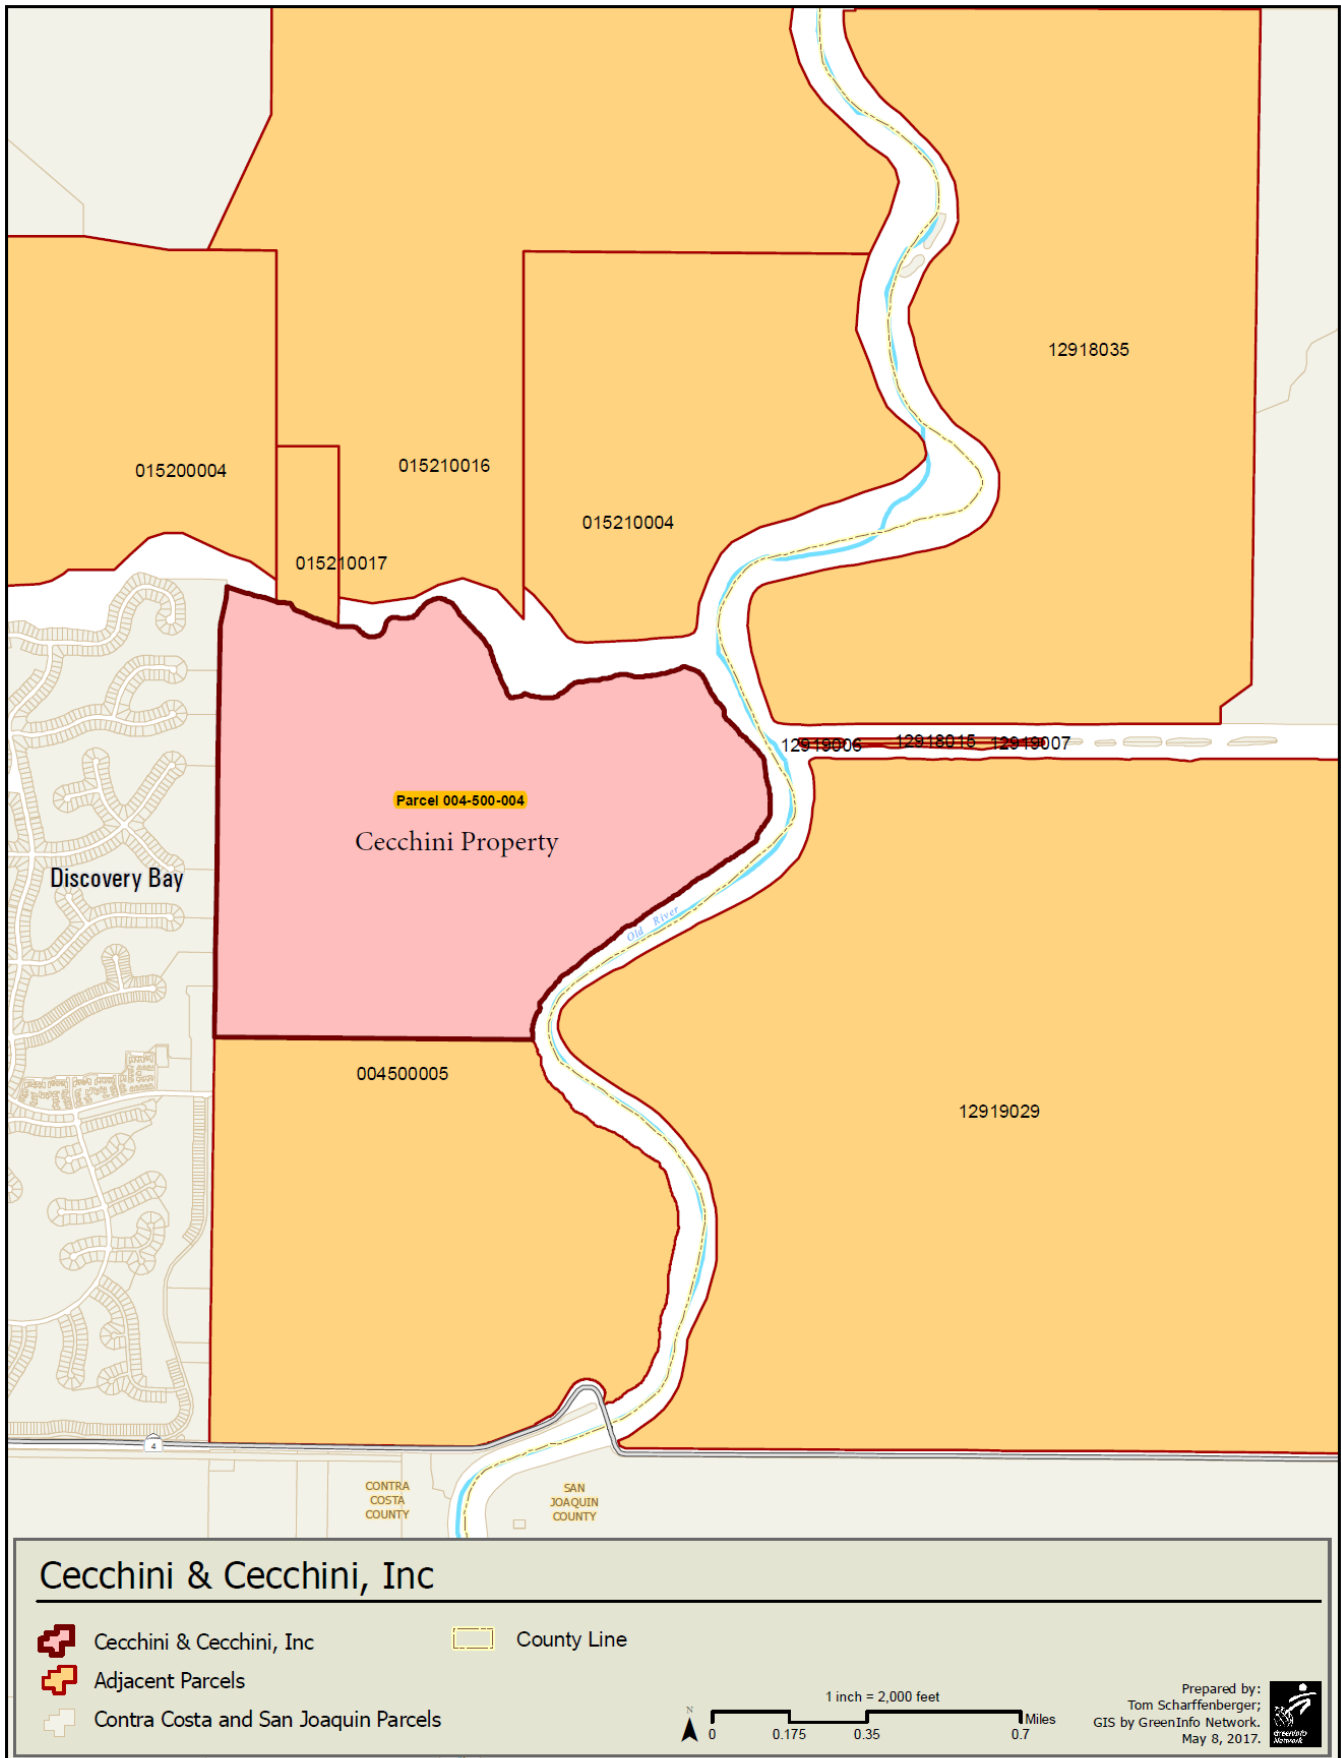 12918035
015200004
015210016
015210004
015210017
12919006
12918015
12919007
Parcel 004-500-004
Cecchini Property
Discovery Bay
Old River
004500005
12919029
4
CONTRA
COSTA
COUNTY
SAN
JOAQUIN
COUNTY
Cecchini & Cecchini, Inc
Cecchini & Cecchini, Inc
County Line
Adjacent Parcels
Contra Costa and San Joaquin Parcels
N
1 inch = 2,000 feet
Miles
0 0.175 0.35 0.7
Prepared by:
Tom Scharffenberger;
GIS by GreenInfo Network.
May 8, 2017.
GreenInfo
Network